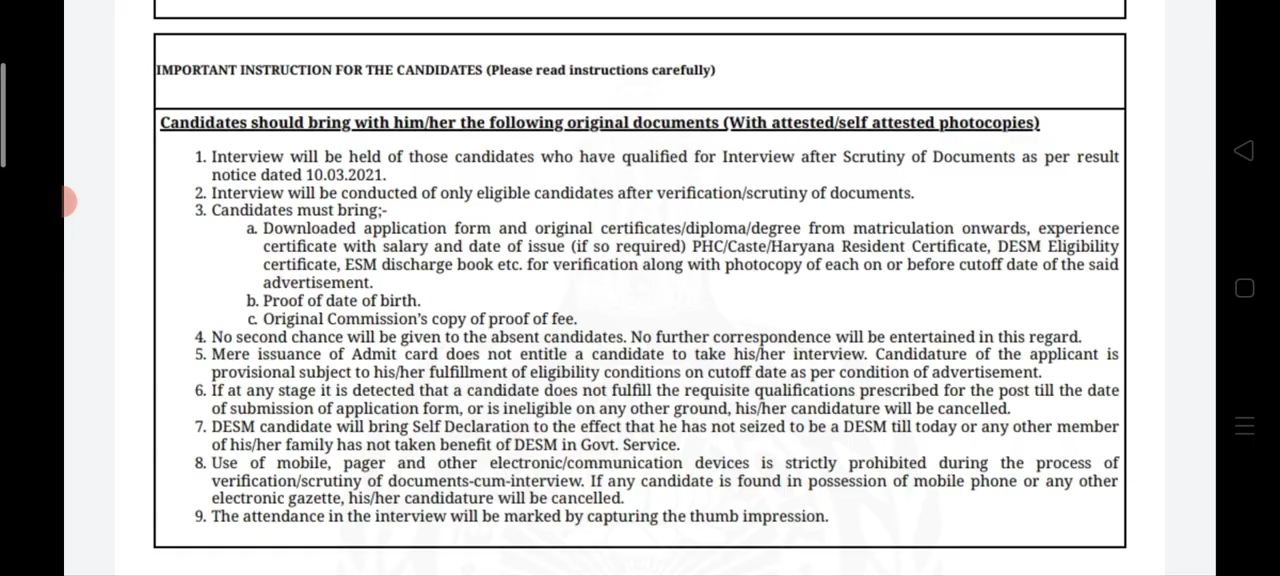 IMPORTANT INSTRUCTION FOR THE CANDIDATES (Please read instructions carefully)
Candidates should bring with him/her the following original documents (With attested/self attested photocopies)
1. Interview will be held of those candidates who have qualified for Interview after Scrutiny of Documents as per result
notice dated 10.03.2021.
2. Interview will be conducted of only eligible candidates after verification/scrutiny of documents.
3. Candidates must bring;-
a. Downloaded application form and original certificates/diploma/degree from matriculation onwards, experience
certificate with salary and date of issue (if so required) PHC/Caste/Haryana Resident Certificate, DESM Eligibility
certificate, ESM discharge book etc. for verification along with photocopy of each on or before cutoff date of the said
advertisement.
b. Proof of date of birth.
c. Original Commission's copy of proof of fee.
4. No second chance will be given to the absent candidates. No further correspondence will be entertained in this regard.
5. Mere issuance of Admit card does not entitle a candidate to take his/her interview. Candidature of the applicant is
provisional subject to his/her fulfillment of eligibility conditions on cutoff date as per condition of advertisement.
6. If at any stage it is detected that a candidate does not fulfill the requisite qualifications prescribed for the post till the date
of submission of application form, or is ineligible on any other ground, his/her candidature will be cancelled.
7. DESM candidate will bring Self Declaration to the effect that he has not seized to be a DESM till today or any other member
of his/her family has not taken benefit of DESM in Govt. Service.
8. Use of mobile, pager and other electronic/communication devices is strictly prohibited during the process of
verification/scrutiny of documents-cum-interview. If any candidate is found in possession of mobile phone or any other
electronic gazette, his/her candidature will be cancelled.
9. The attendance in the interview will be marked by capturing the thumb impression.